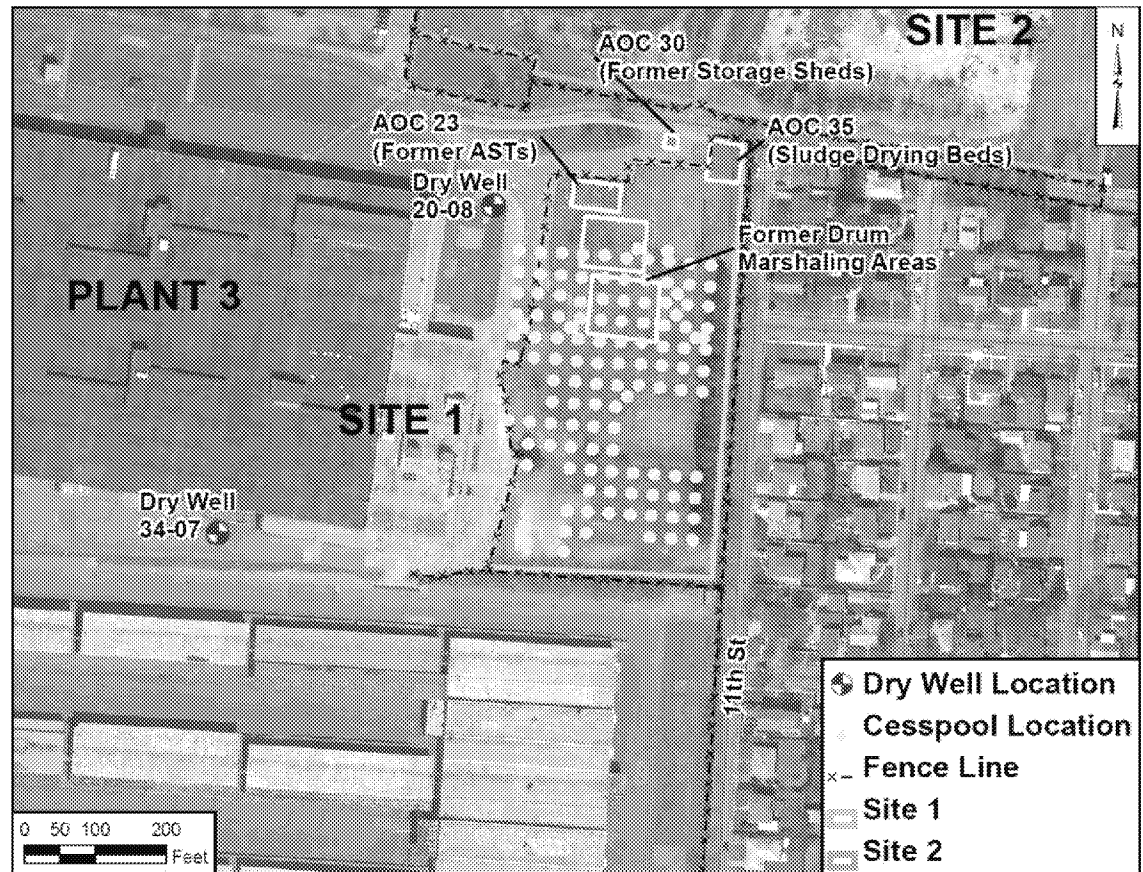 SITE 2
N
AOC 30
(Former Storage Sheds)
AOC 23
(Former ASTs)
AOC 35
(Sludge Drying Beds)
Dry Well
20-08
Former Drum
Marshaling Areas
PLANT 3
SITE 1
Dry Well
34-07
11th St
Dry Well Location
Cesspool Location
Fence Line
Site 1
Site 2
0 50 100 200
Feet